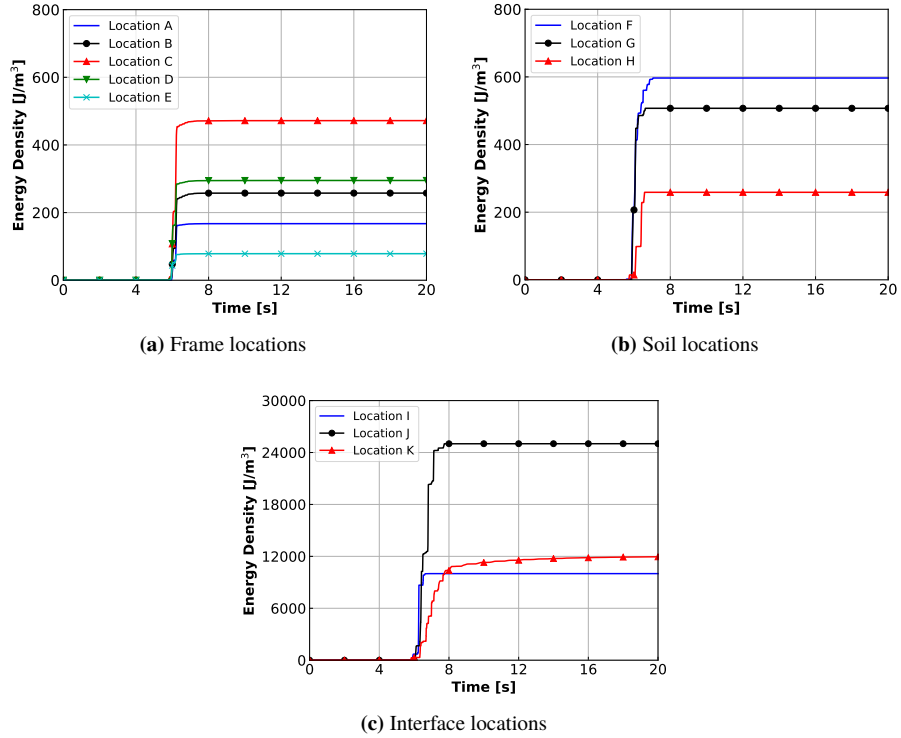 800
600
400
200
0
Energy Density [J/m³]
Location A
Location B
Location C
Location D
Location E
0 4 8 12 16 20
Time [s]
(a) Frame locations
800
600
400
200
0
Energy Density [J/m³]
Location F
Location G
Location H
0 4 8 12 16 20
Time [s]
(b) Soil locations
30000
24000
18000
12000
6000
0
Energy Density [J/m³]
Location I
Location J
Location K
0 4 8 12 16 20
Time [s]
(c) Interface locations